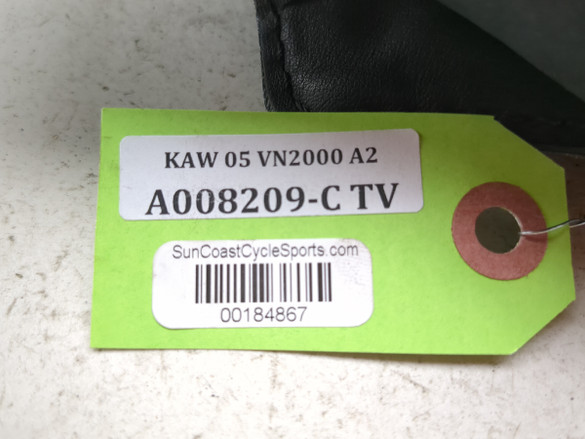 KAW 05 VN2000 A2
A008209-C TV
SunCoastCycleSports.com
00184867